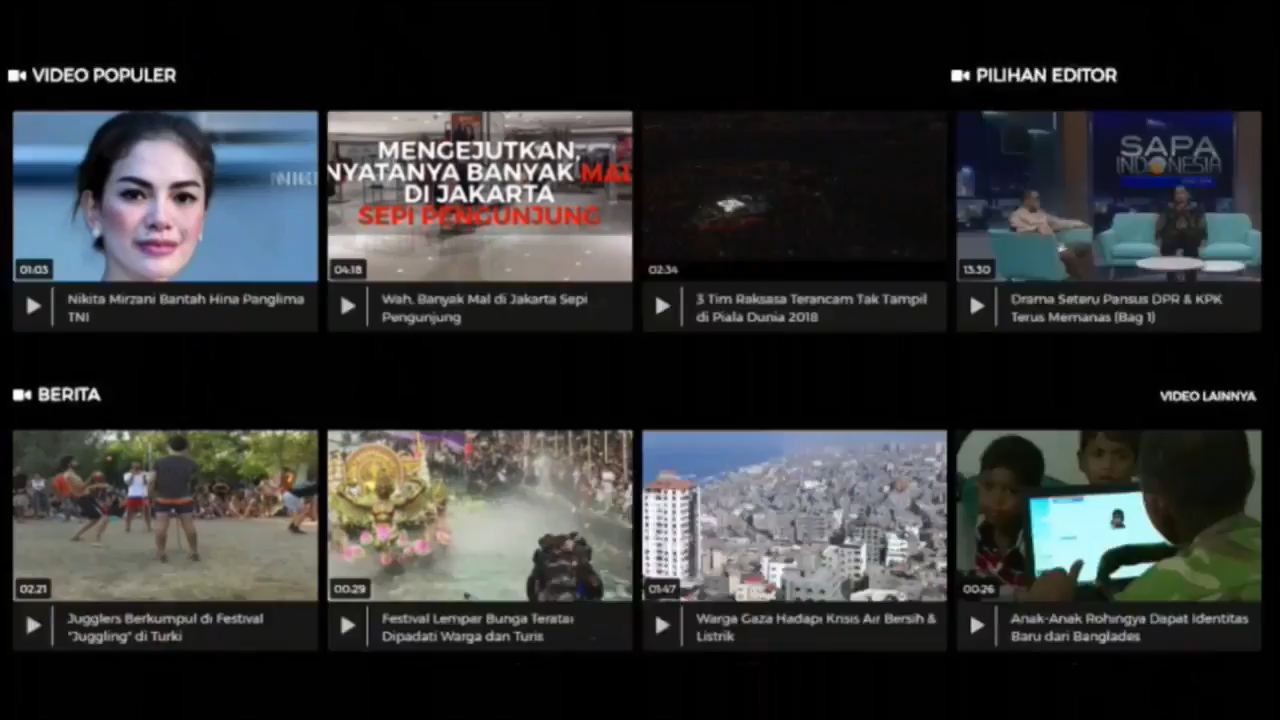 VIDEO POPULER
PILIHAN EDITOR
01:03
Nikita Mirzani Bantah Hina Panglima
TNI
MENGEJUTKAN,
NYATANYA BANYAK MAL
DI JAKARTA
SEPI PENGUNJUNG
04:18
Wah, Banyak Mal di Jakarta Sepi
Pengunjung
02:34
3 Tim Raksasa Terancam Tak Tampil
di Piala Dunia 2018
SAPA
INDONESIA
13:30
Drama Seteru Pansus DPR & KPK
Terus Memanas (Bag 1)
BERITA
VIDEO LAINNYA
02:21
Jugglers Berkumpul di Festival
"Juggling" di Turki
00:29
Festival Lempar Bunga Teratai
Dipadati Warga dan Turis
01:47
Warga Gaza Hadapi Krisis Air Bersih &
Listrik
00:26
Anak-Anak Rohingya Dapat Identitas
Baru dari Banglades